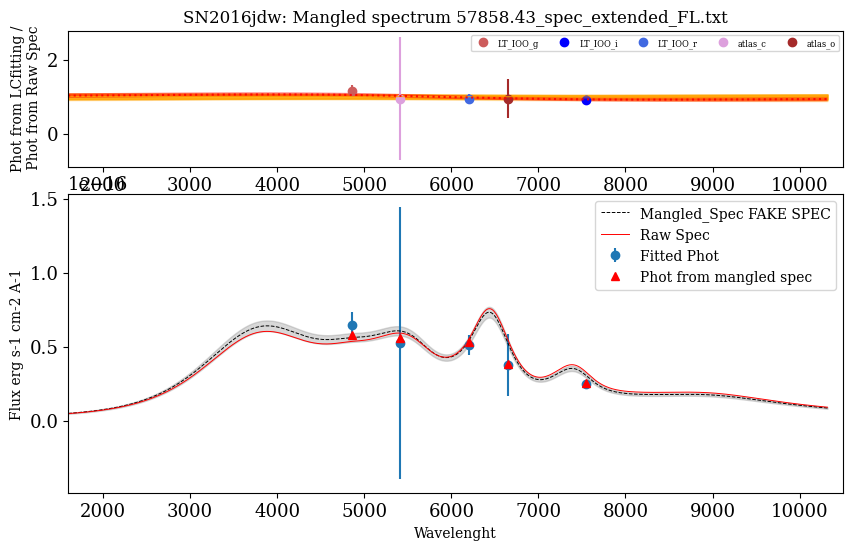 SN2016jdw: Mangled spectrum 57858.43_spec_extended_FL.txt
Phot from LCfitting /
Phot from Raw Spec
LT_IOO_g LT_IOO_i LT_IOO_r atlas_c atlas_o
2
0
2000 3000 4000 5000 6000 7000 8000 9000 10000
1e−16
Mangled_Spec FAKE SPEC
Raw Spec
Fitted Phot
Phot from mangled spec
Flux erg s-1 cm-2 A-1
1.5
1.0
0.5
0.0
2000 3000 4000 5000 6000 7000 8000 9000 10000
Wavelenght